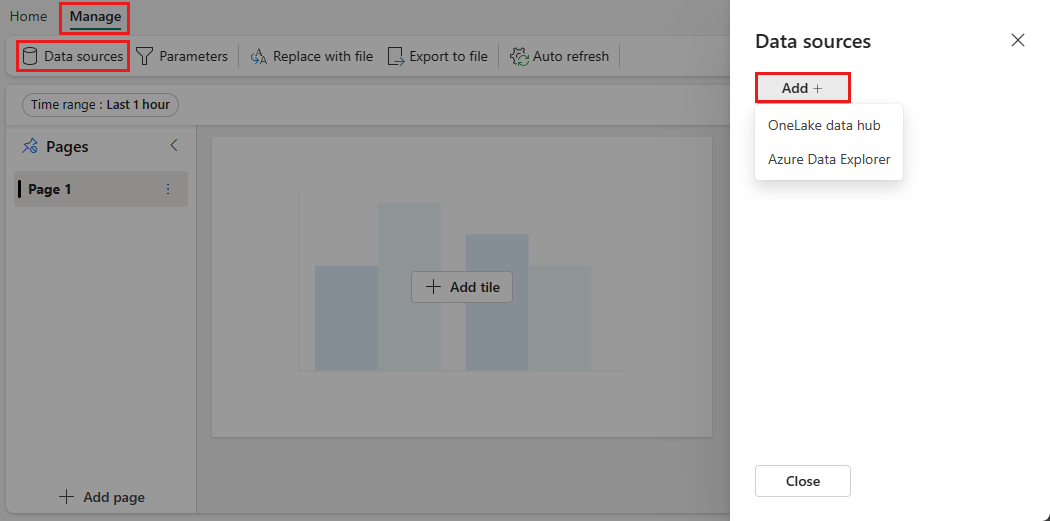 Home Manage
Data sources Parameters Replace with file Export to file Auto refresh
Time range : Last 1 hour
Pages
Page 1
Add tile
Add page
Data sources
Add +
OneLake data hub
Azure Data Explorer
Close